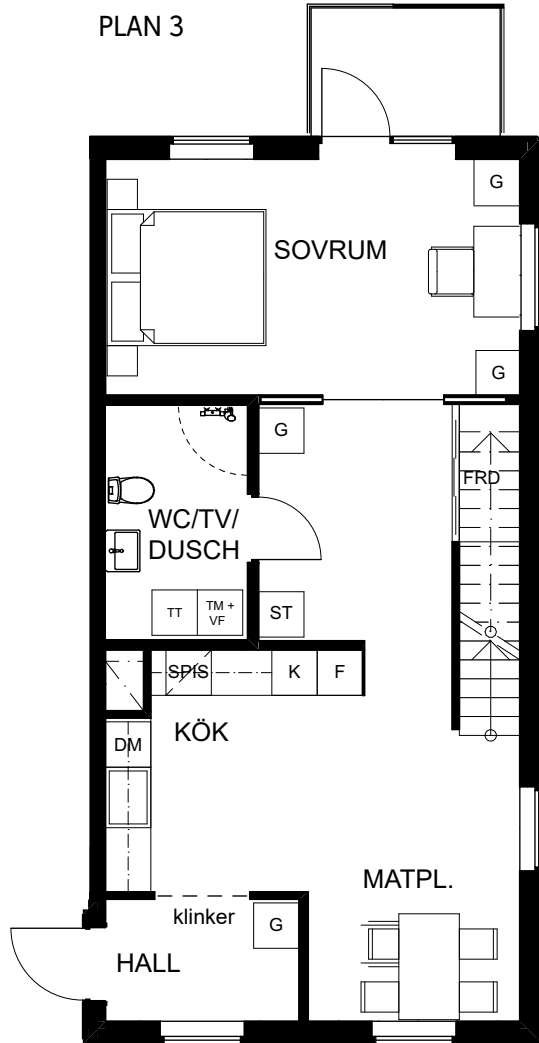 PLAN 3
G
SOVRUM
G
G
FRD
WC/TV/
DUSCH
TT
TM +
VF
ST
SPIS
K
F
DM
KÖK
MATPL.
klinker
G
HALL